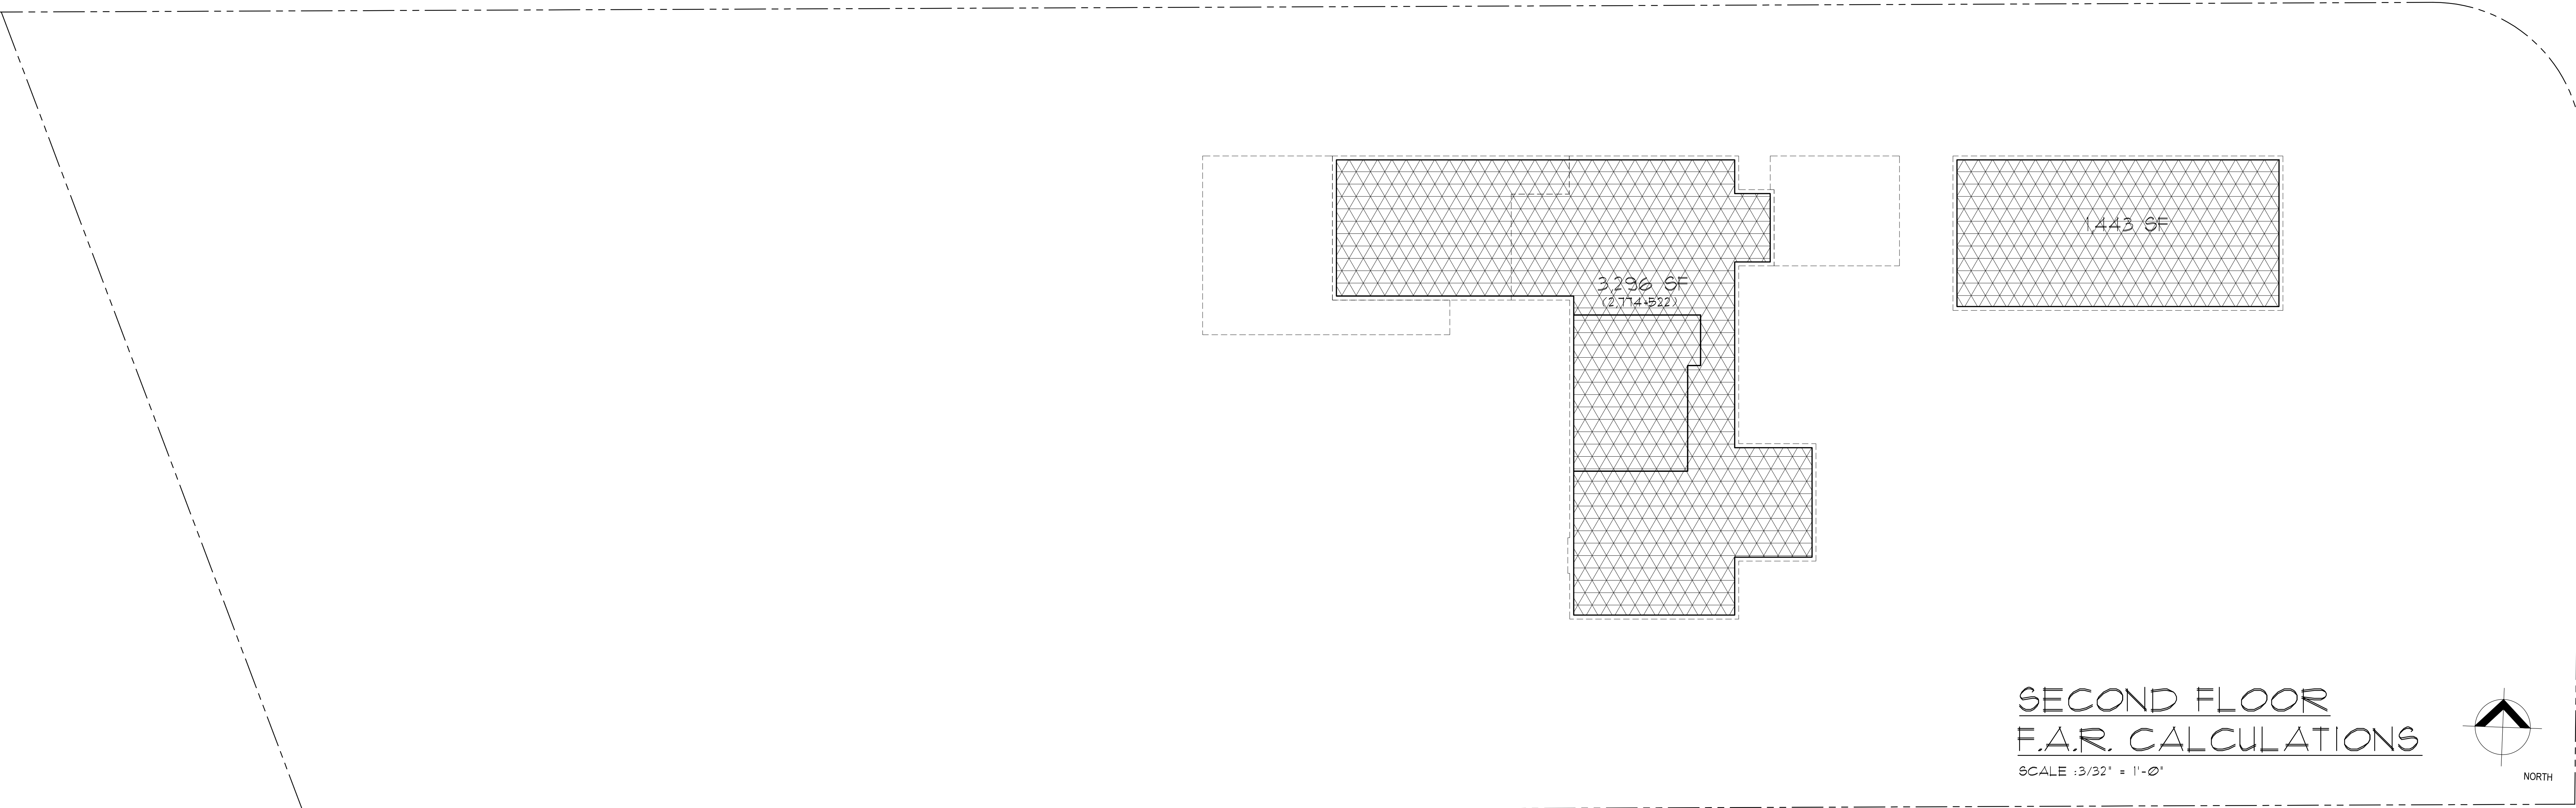 1,443 SF
3,296 SF
(2,774+522)
SECOND FLOOR
F.A.R. CALCULATIONS
SCALE :3/32" = 1'-0"
NORTH